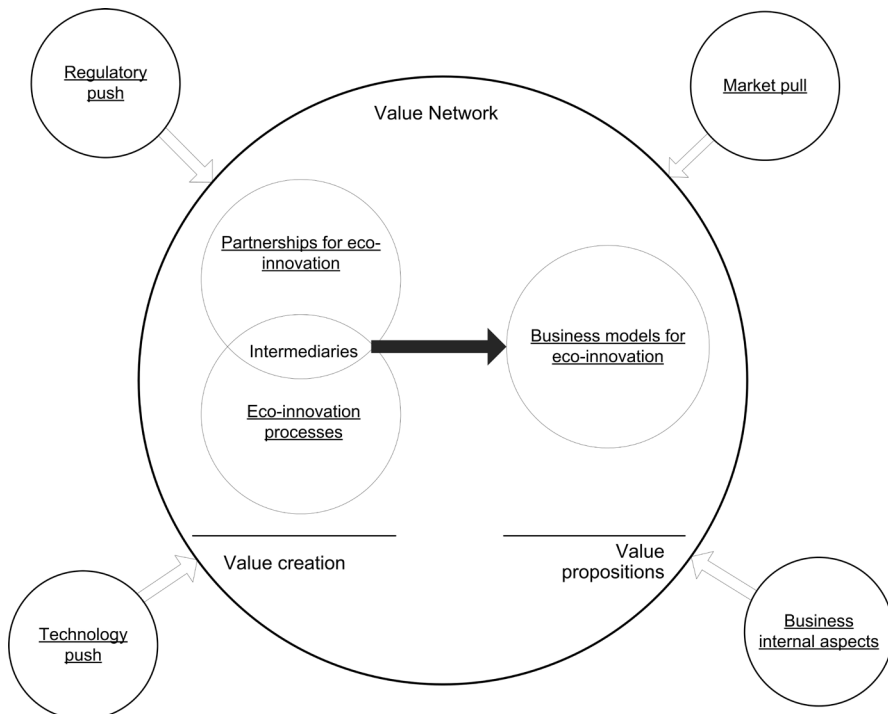 Regulatory
push
Market pull
Value Network
Partnerships for eco-
innovation
Intermediaries
Business models for
eco-innovation
Eco-innovation
processes
Value creation
Value
propositions
Technology
push
Business
internal aspects